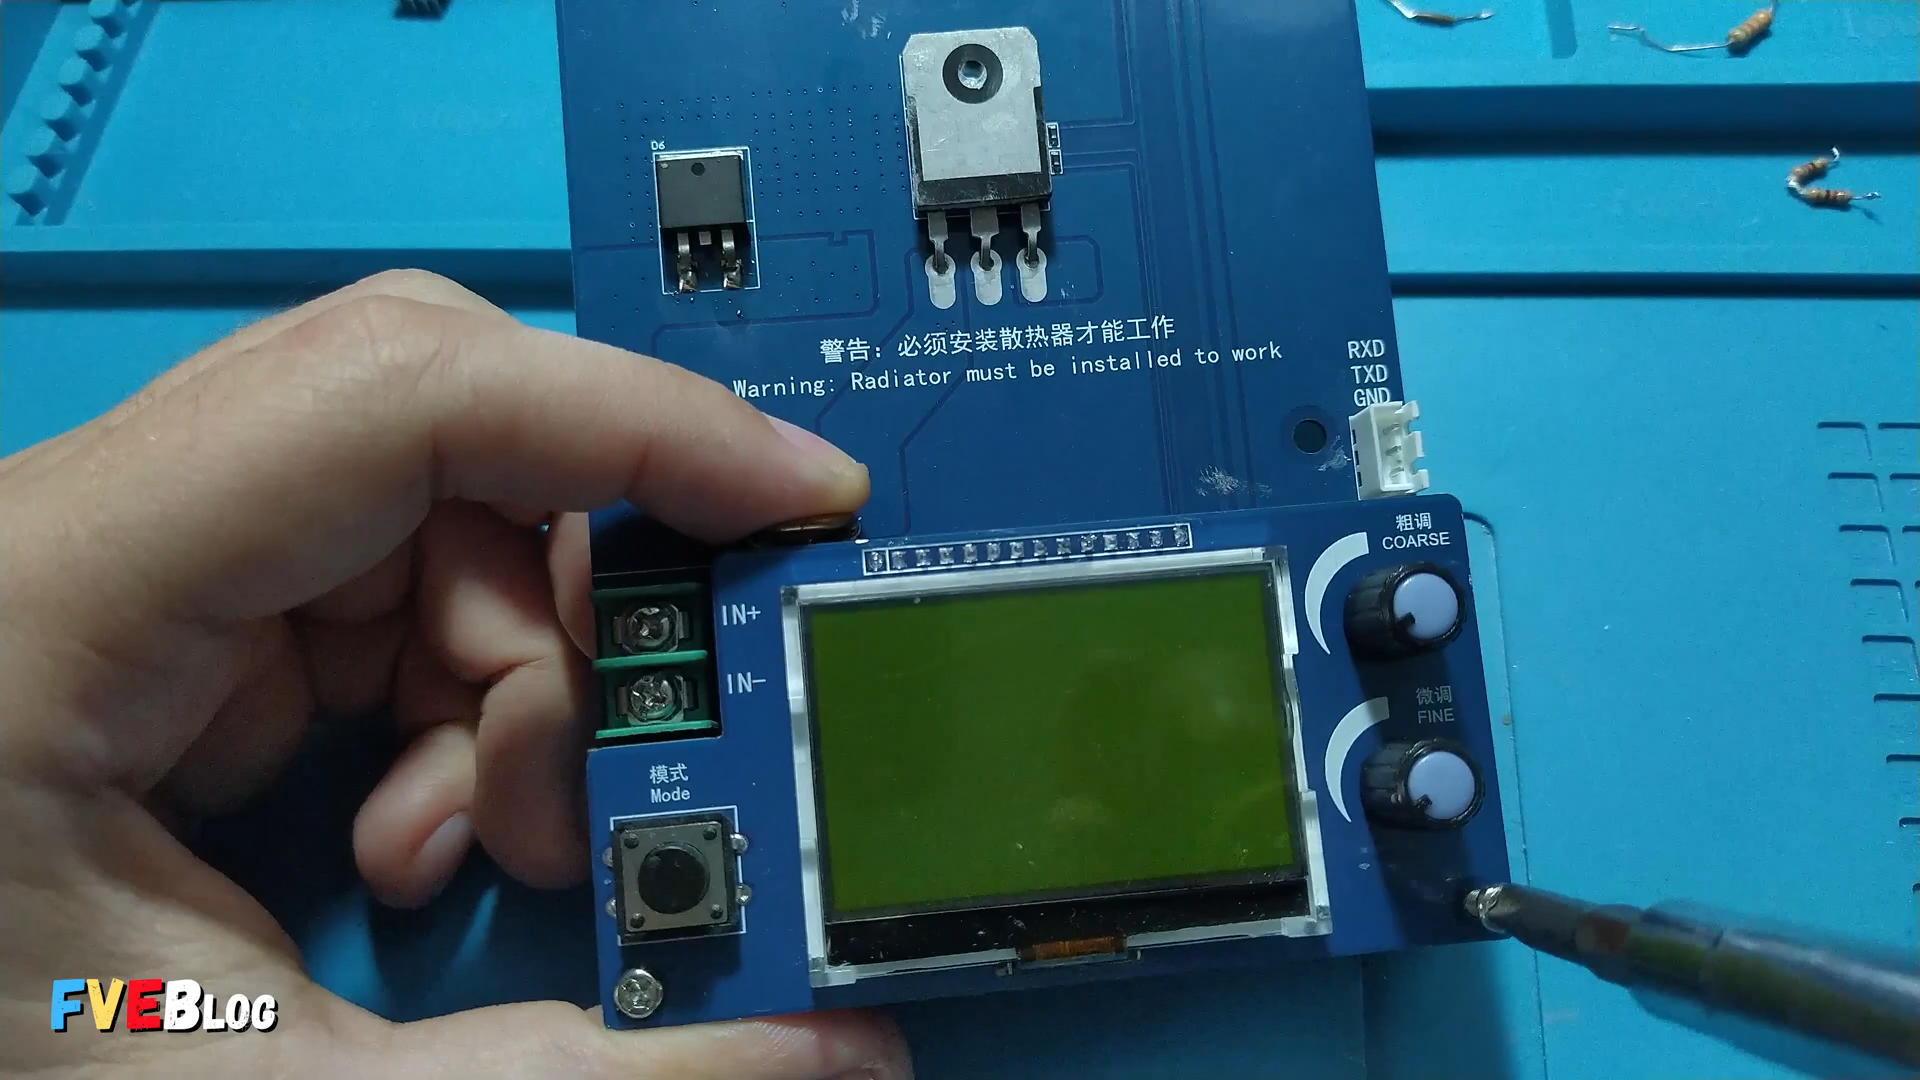 D6
警告：必须安装散热器才能工作
Warning: Radiator must be installed to work
RXD
TXD
GND
粗调
COARSE
IN+
IN-
微调
FINE
模式
Mode
FVEBLOG